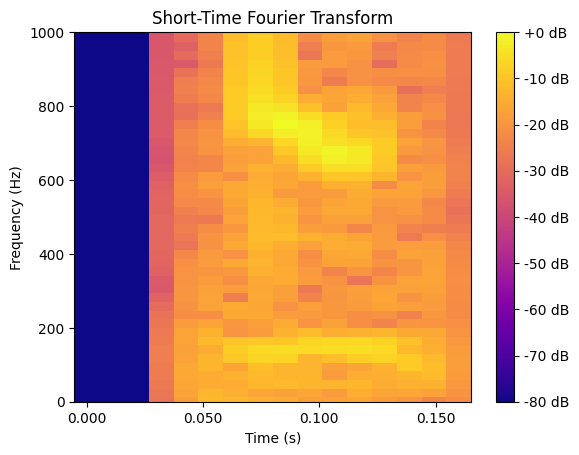 Short-Time Fourier Transform
1000
800
600
400
200
0
Frequency (Hz)
0.000
0.050
0.100
0.150
Time (s)
+0 dB
-10 dB
-20 dB
-30 dB
-40 dB
-50 dB
-60 dB
-70 dB
-80 dB